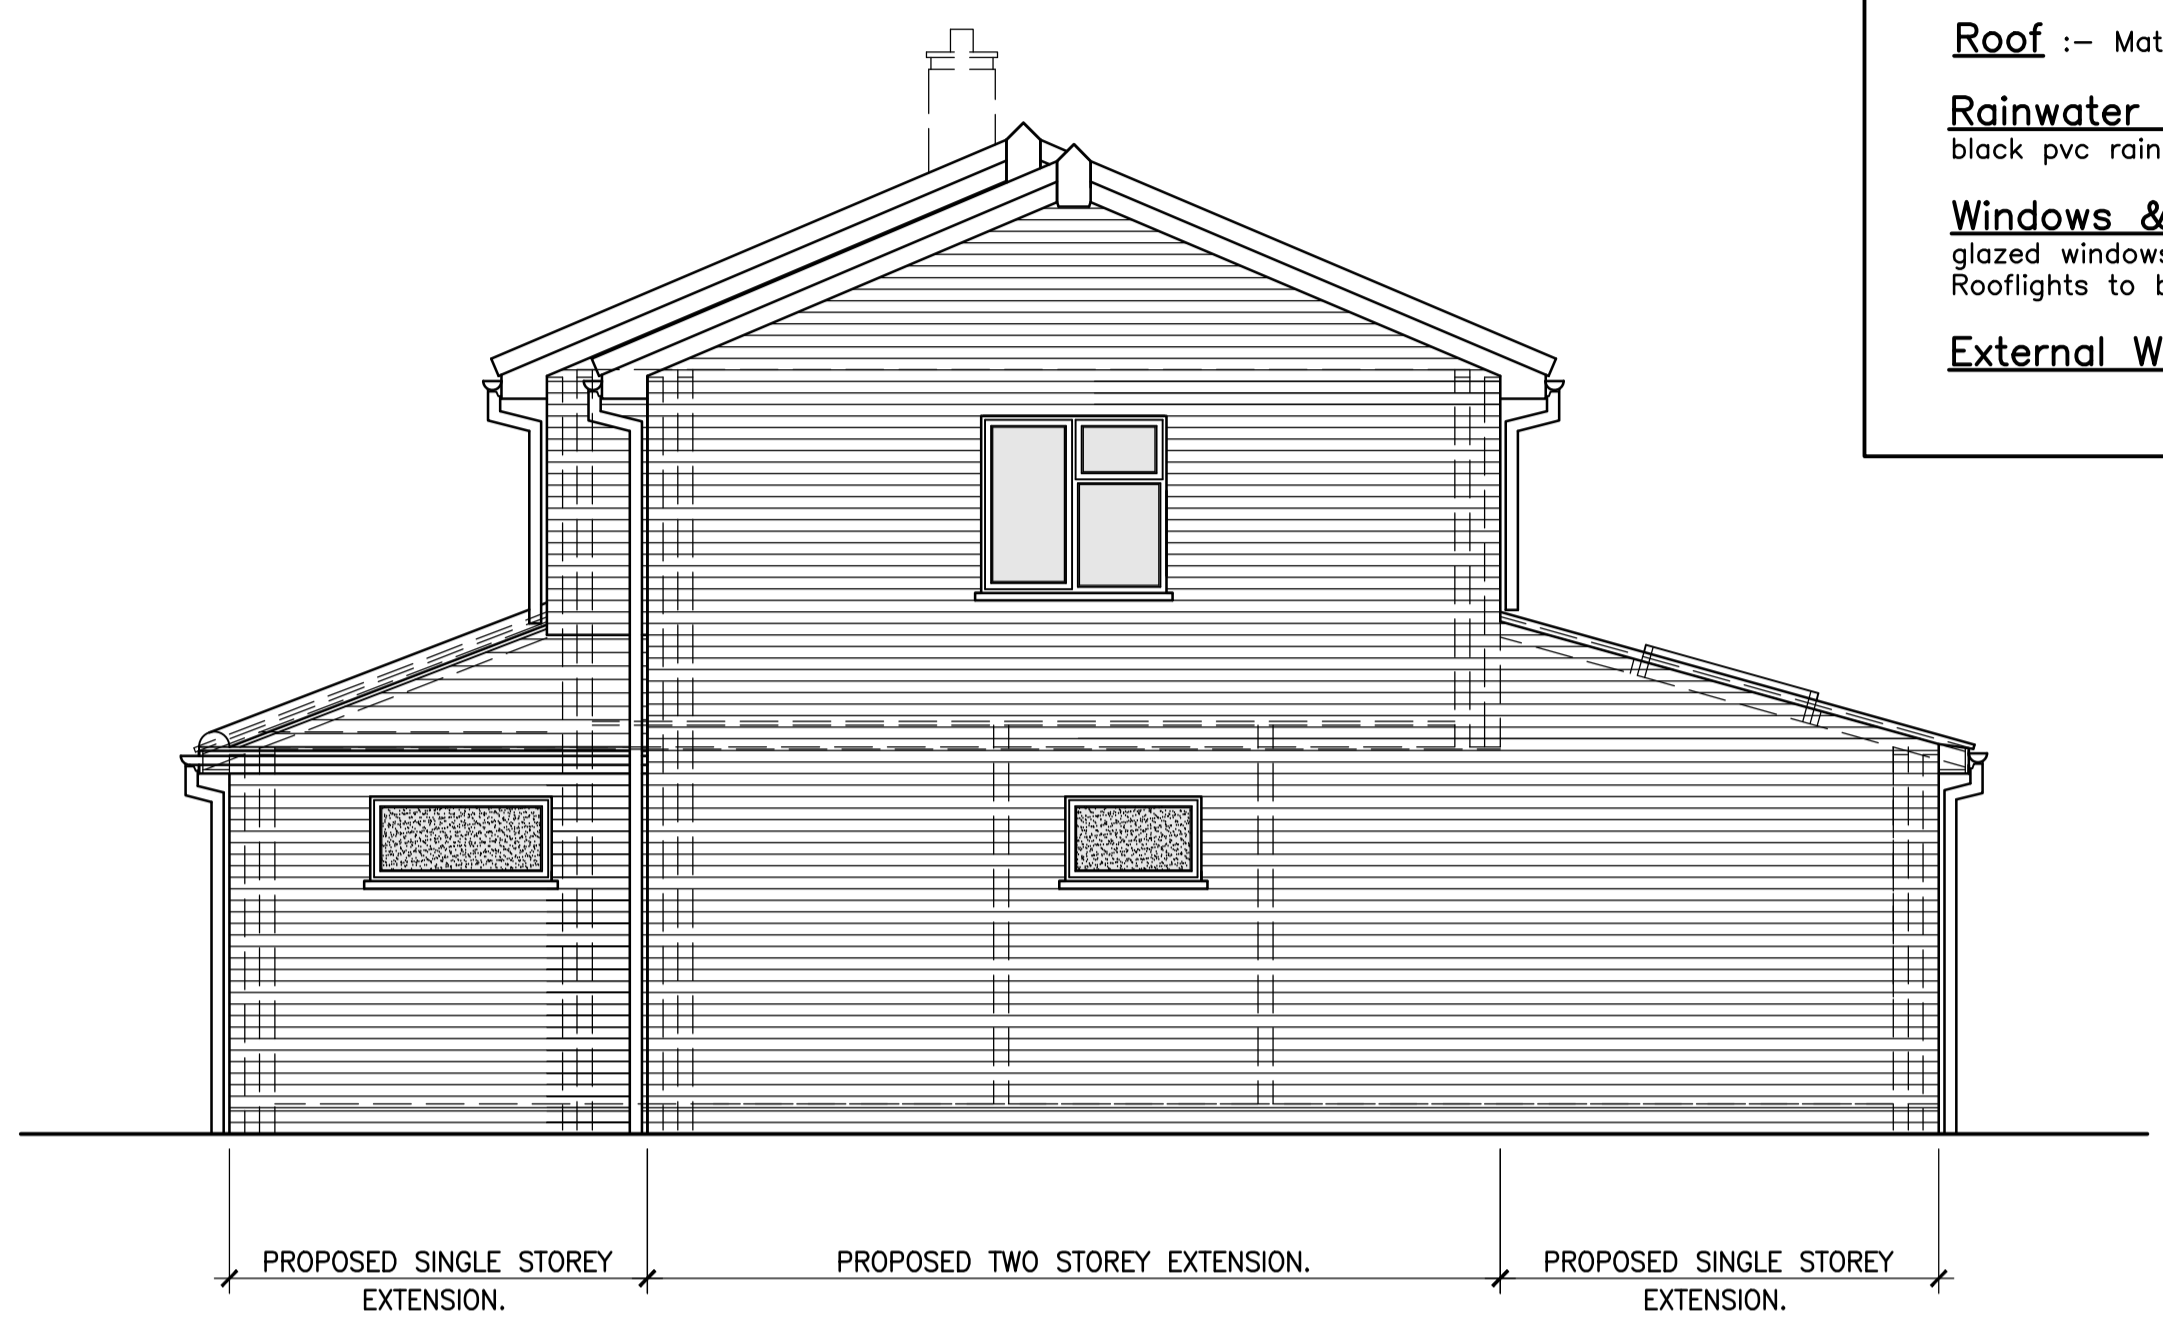 Roof :- Mat
Rainwater
black pvc rain
Windows &
glazed windows
Rooflights to b
External W
PROPOSED SINGLE STOREY
EXTENSION.
PROPOSED TWO STOREY EXTENSION.
PROPOSED SINGLE STOREY
EXTENSION.